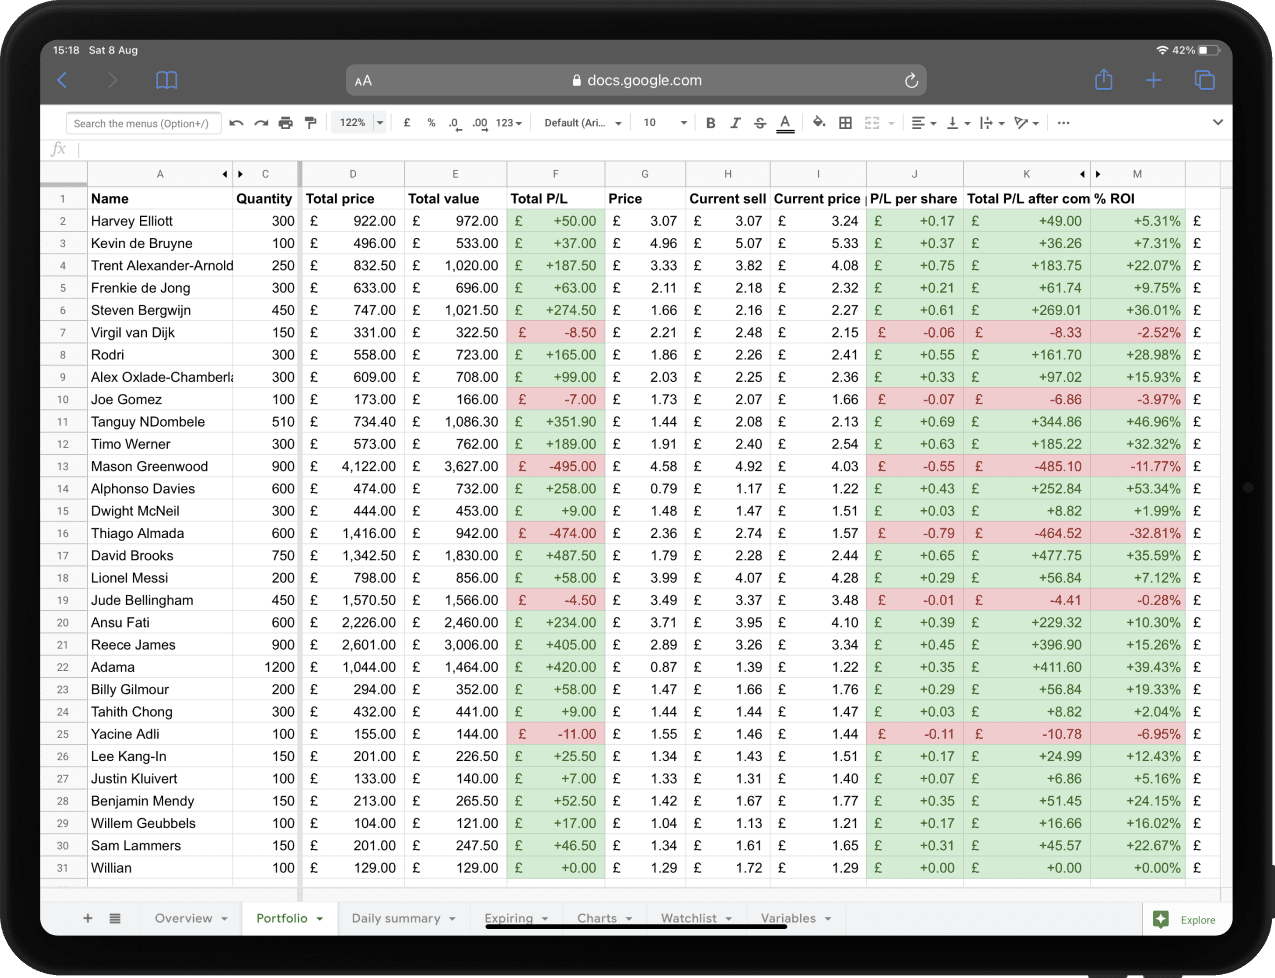 15:18 Sat 8 Aug 42%
AA docs.google.com
Search the menus (Option+/) 122% £ % .0 .00 123 Default (Ari... 10 B I S A ...
fx
A C D E F G H I J K M
1 Name Quantity Total price Total value Total P/L Price Current sell Current price P/L per share Total P/L after com % ROI
2 Harvey Elliott 300 £ 922.00 £ 972.00 £ +50.00 £ 3.07 £ 3.07 £ 3.24 £ +0.17 £ +49.00 +5.31% £
3 Kevin de Bruyne 100 £ 496.00 £ 533.00 £ +37.00 £ 4.96 £ 5.07 £ 5.33 £ +0.37 £ +36.26 +7.31% £
4 Trent Alexander-Arnold 250 £ 832.50 £ 1,020.00 £ +187.50 £ 3.33 £ 3.82 £ 4.08 £ +0.75 £ +183.75 +22.07% £
5 Frenkie de Jong 300 £ 633.00 £ 696.00 £ +63.00 £ 2.11 £ 2.18 £ 2.32 £ +0.21 £ +61.74 +9.75% £
6 Steven Bergwijn 450 £ 747.00 £ 1,021.50 £ +274.50 £ 1.66 £ 2.16 £ 2.27 £ +0.61 £ +269.01 +36.01% £
7 Virgil van Dijk 150 £ 331.00 £ 322.50 £ -8.50 £ 2.21 £ 2.48 £ 2.15 £ -0.06 £ -8.33 -2.52% £
8 Rodri 300 £ 558.00 £ 723.00 £ +165.00 £ 1.86 £ 2.26 £ 2.41 £ +0.55 £ +161.70 +28.98% £
9 Alex Oxlade-Chamberla 300 £ 609.00 £ 708.00 £ +99.00 £ 2.03 £ 2.25 £ 2.36 £ +0.33 £ +97.02 +15.93% £
10 Joe Gomez 100 £ 173.00 £ 166.00 £ -7.00 £ 1.73 £ 2.07 £ 1.66 £ -0.07 £ -6.86 -3.97% £
11 Tanguy NDombele 510 £ 734.40 £ 1,086.30 £ +351.90 £ 1.44 £ 2.08 £ 2.13 £ +0.69 £ +344.86 +46.96% £
12 Timo Werner 300 £ 573.00 £ 762.00 £ +189.00 £ 1.91 £ 2.40 £ 2.54 £ +0.63 £ +185.22 +32.32% £
13 Mason Greenwood 900 £ 4,122.00 £ 3,627.00 £ -495.00 £ 4.58 £ 4.92 £ 4.03 £ -0.55 £ -485.10 -11.77% £
14 Alphonso Davies 600 £ 474.00 £ 732.00 £ +258.00 £ 0.79 £ 1.17 £ 1.22 £ +0.43 £ +252.84 +53.34% £
15 Dwight McNeil 300 £ 444.00 £ 453.00 £ +9.00 £ 1.48 £ 1.47 £ 1.51 £ +0.03 £ +8.82 +1.99% £
16 Thiago Almada 600 £ 1,416.00 £ 942.00 £ -474.00 £ 2.36 £ 2.74 £ 1.57 £ -0.79 £ -464.52 -32.81% £
17 David Brooks 750 £ 1,342.50 £ 1,830.00 £ +487.50 £ 1.79 £ 2.28 £ 2.44 £ +0.65 £ +477.75 +35.59% £
18 Lionel Messi 200 £ 798.00 £ 856.00 £ +58.00 £ 3.99 £ 4.07 £ 4.28 £ +0.29 £ +56.84 +7.12% £
19 Jude Bellingham 450 £ 1,570.50 £ 1,566.00 £ -4.50 £ 3.49 £ 3.37 £ 3.48 £ -0.01 £ -4.41 -0.28% £
20 Ansu Fati 600 £ 2,226.00 £ 2,460.00 £ +234.00 £ 3.71 £ 3.95 £ 4.10 £ +0.39 £ +229.32 +10.30% £
21 Reece James 900 £ 2,601.00 £ 3,006.00 £ +405.00 £ 2.89 £ 3.26 £ 3.34 £ +0.45 £ +396.90 +15.26% £
22 Adama 1200 £ 1,044.00 £ 1,464.00 £ +420.00 £ 0.87 £ 1.39 £ 1.22 £ +0.35 £ +411.60 +39.43% £
23 Billy Gilmour 200 £ 294.00 £ 352.00 £ +58.00 £ 1.47 £ 1.66 £ 1.76 £ +0.29 £ +56.84 +19.33% £
24 Tahith Chong 300 £ 432.00 £ 441.00 £ +9.00 £ 1.44 £ 1.44 £ 1.47 £ +0.03 £ +8.82 +2.04% £
25 Yacine Adli 100 £ 155.00 £ 144.00 £ -11.00 £ 1.55 £ 1.46 £ 1.44 £ -0.11 £ -10.78 -6.95% £
26 Lee Kang-In 150 £ 201.00 £ 226.50 £ +25.50 £ 1.34 £ 1.43 £ 1.51 £ +0.17 £ +24.99 +12.43% £
27 Justin Kluivert 100 £ 133.00 £ 140.00 £ +7.00 £ 1.33 £ 1.31 £ 1.40 £ +0.07 £ +6.86 +5.16% £
28 Benjamin Mendy 150 £ 213.00 £ 265.50 £ +52.50 £ 1.42 £ 1.67 £ 1.77 £ +0.35 £ +51.45 +24.15% £
29 Willem Geubbels 100 £ 104.00 £ 121.00 £ +17.00 £ 1.04 £ 1.13 £ 1.21 £ +0.17 £ +16.66 +16.02% £
30 Sam Lammers 150 £ 201.00 £ 247.50 £ +46.50 £ 1.34 £ 1.61 £ 1.65 £ +0.31 £ +45.57 +22.67% £
31 Willian 100 £ 129.00 £ 129.00 £ +0.00 £ 1.29 £ 1.72 £ 1.29 £ +0.00 £ +0.00 +0.00% £
+ Overview Portfolio Daily summary Expiring Charts Watchlist Variables Explore